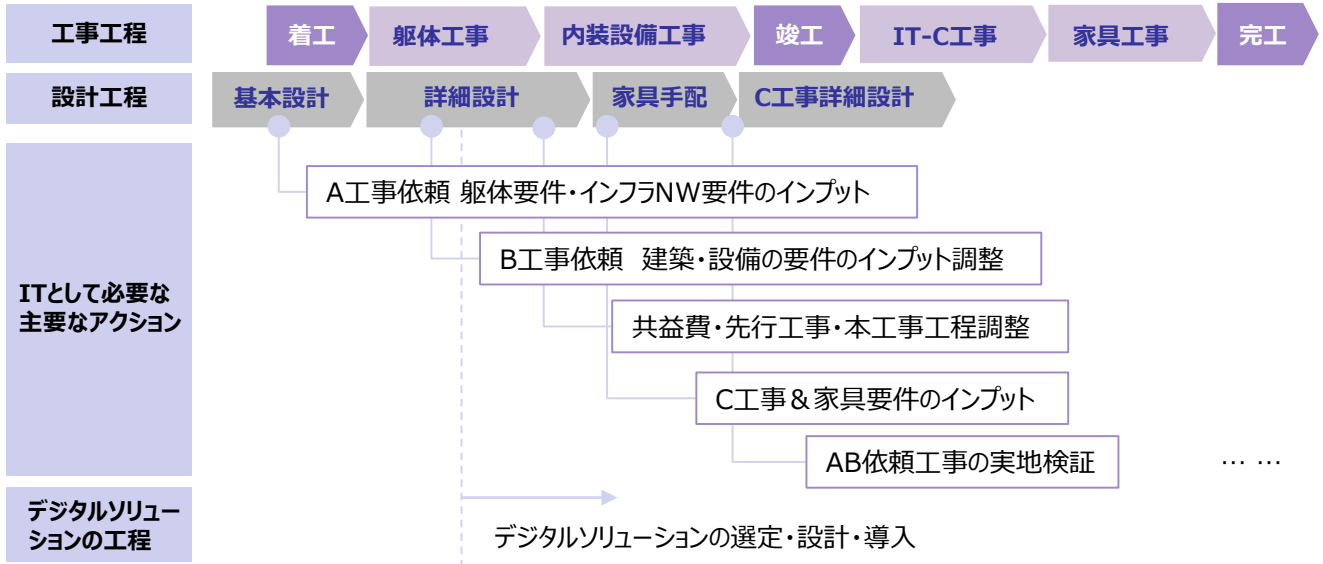 工事工程
着工
躯体工事
内装設備工事
竣工
IT-C工事
家具工事
完工
設計工程
基本設計
詳細設計
家具手配
C工事詳細設計
ITとして必要な
主要なアクション
A工事依頼 躯体要件・インフラNW要件のインプット
B工事依頼 建築・設備の要件のインプット調整
共益費・先行工事・本工事工程調整
C工事&家具要件のインプット
AB依頼工事の実地検証
… …
デジタルソリュー
ションの工程
デジタルソリューションの選定・設計・導入